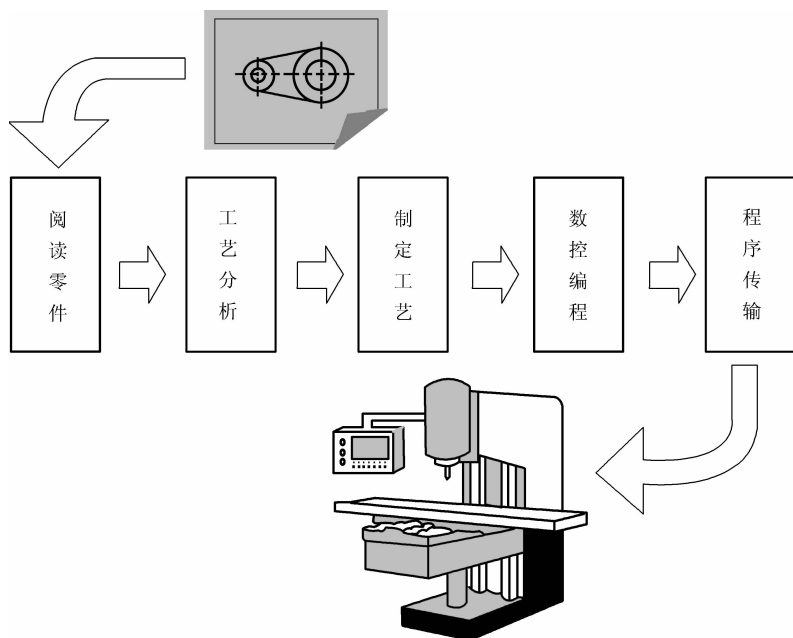 阅读零件
工艺分析
制定工艺
数控编程
程序传输